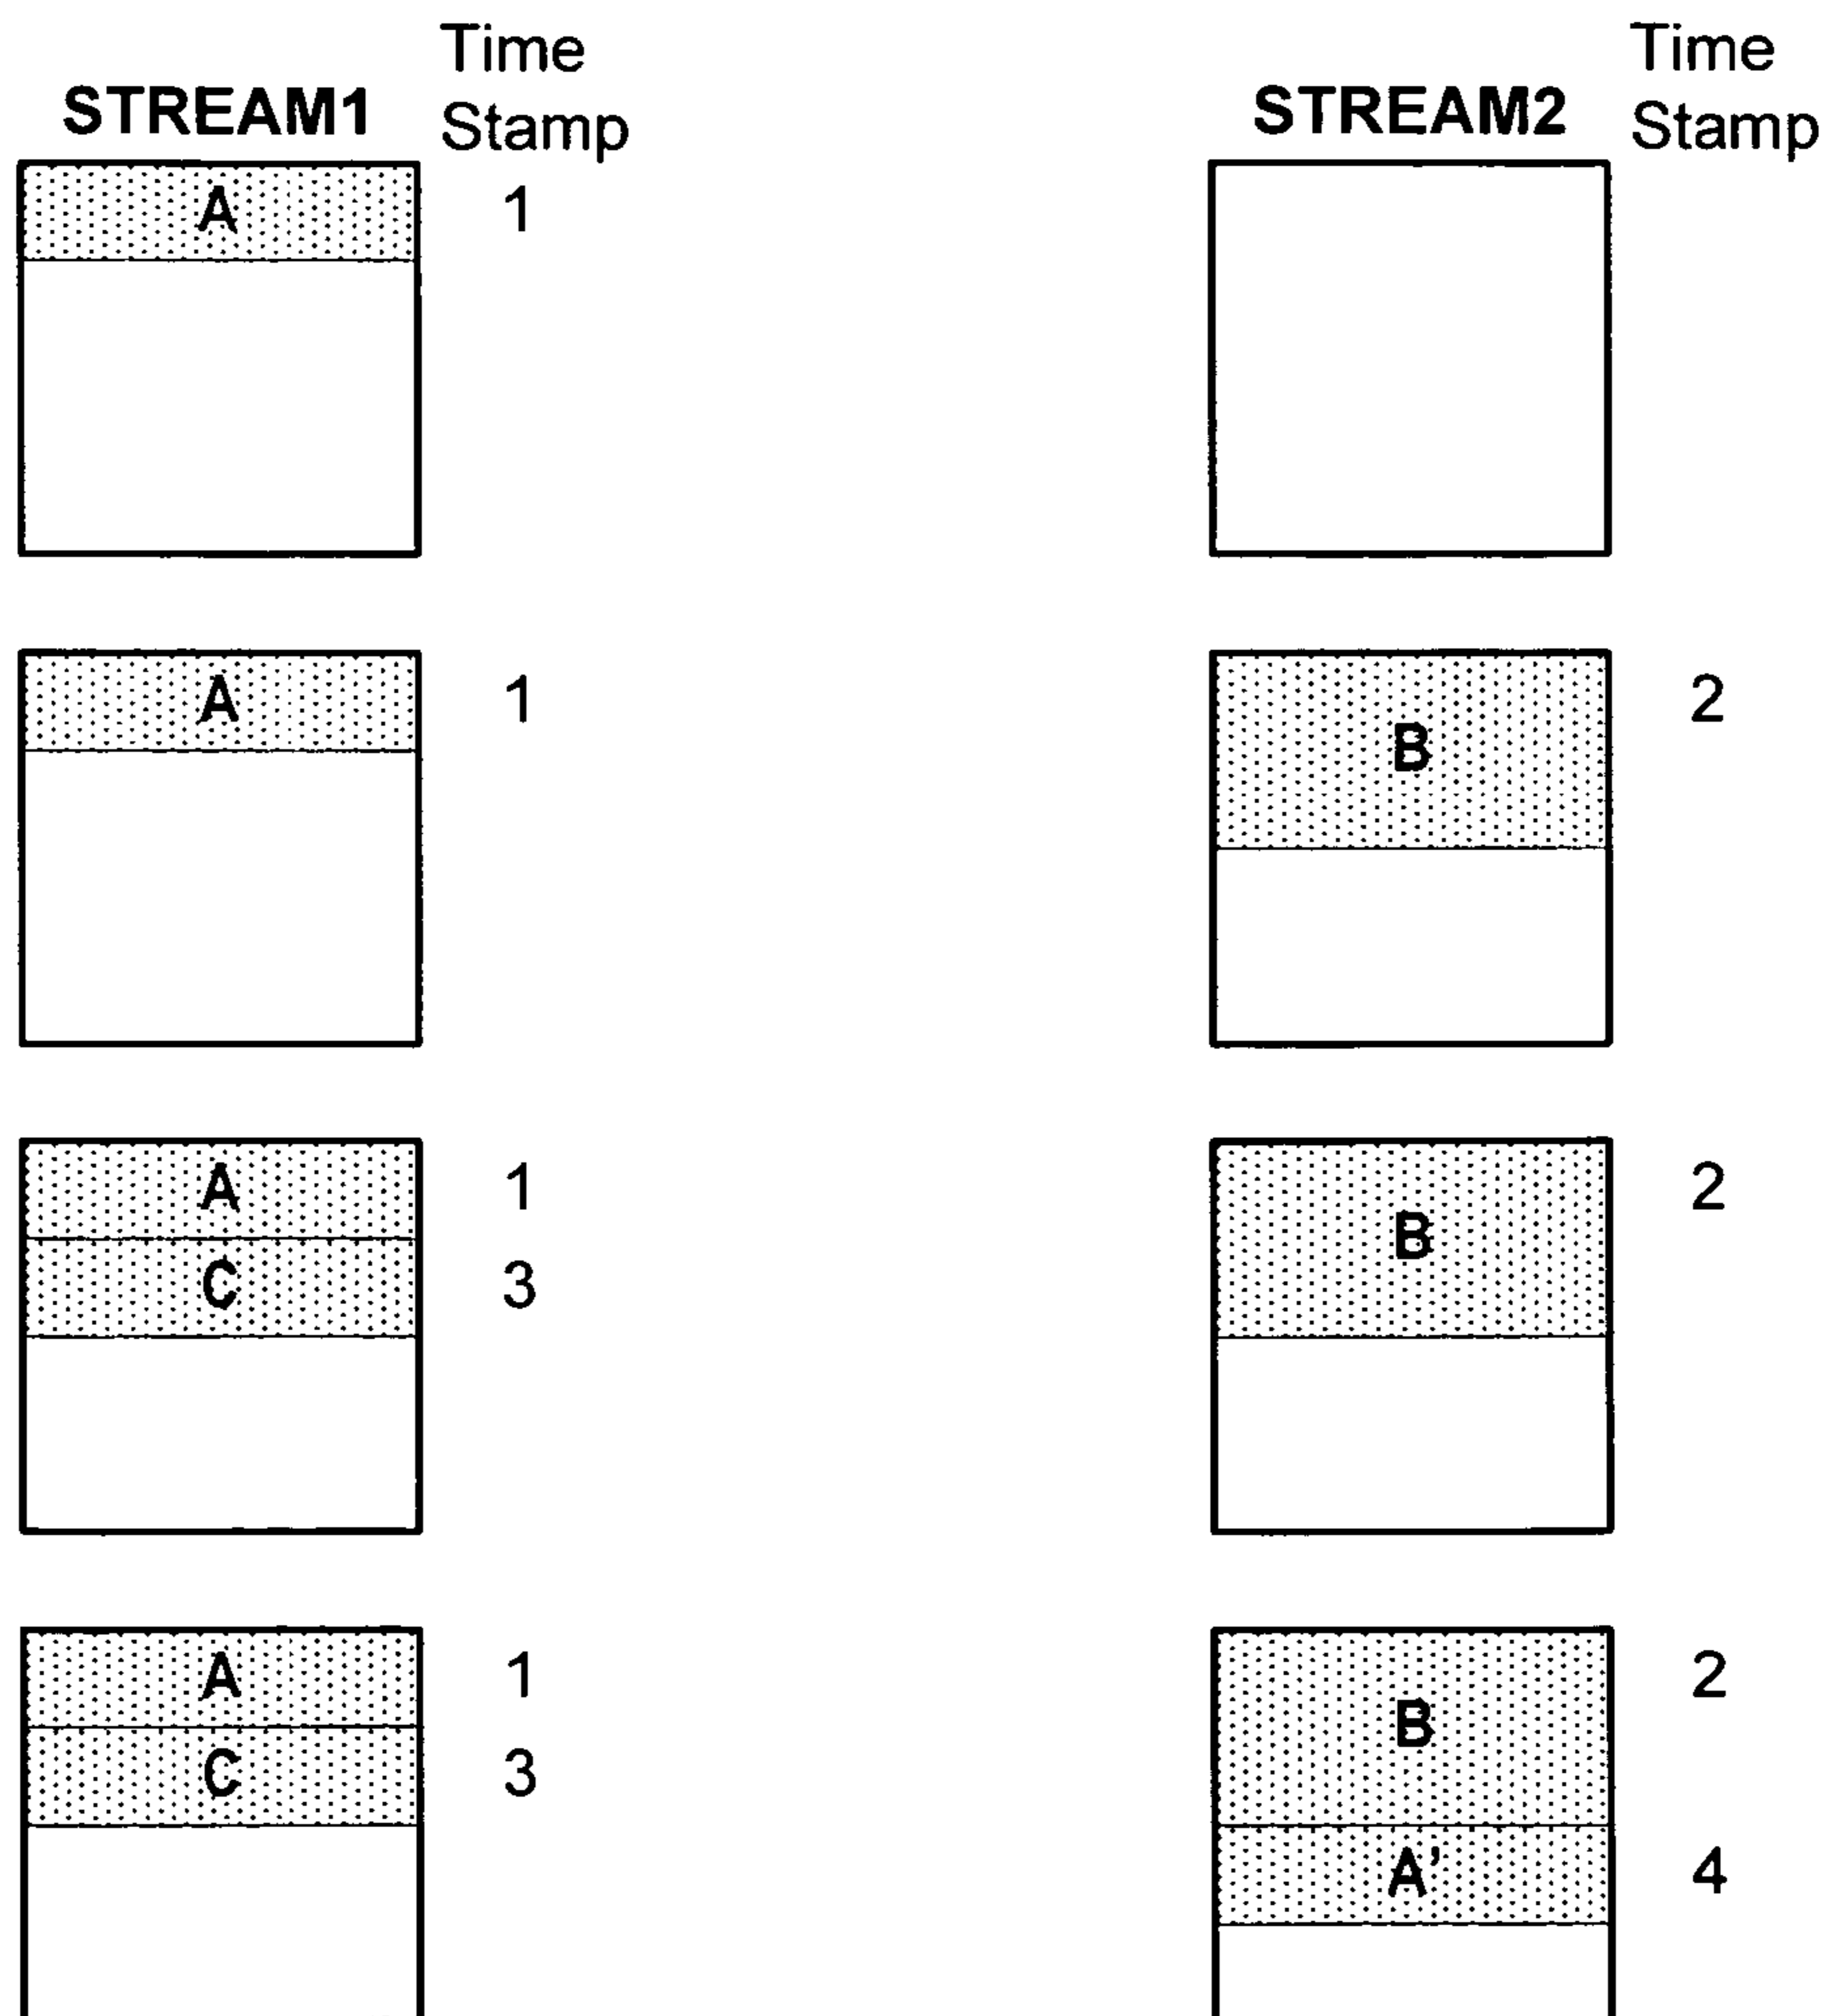 Time
STREAM1 Stamp
Time
STREAM2 Stamp
A 1
A 1
B 2
A 1
C 3
B 2
A 1
C 3
B 2
A' 4